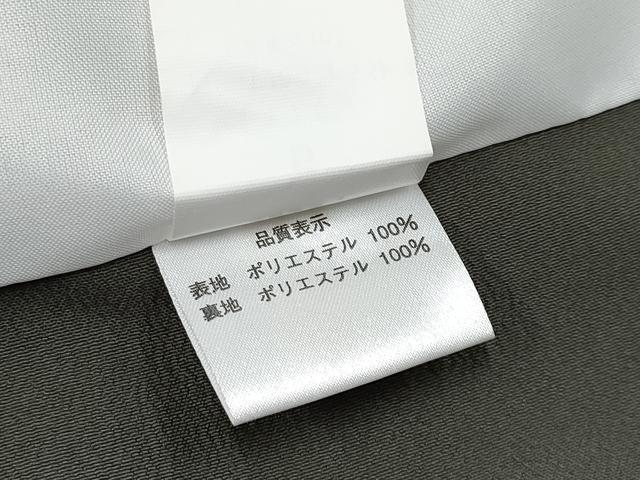 品質表示
表地 ポリエステル 100%
裏地 ポリエステル 100%